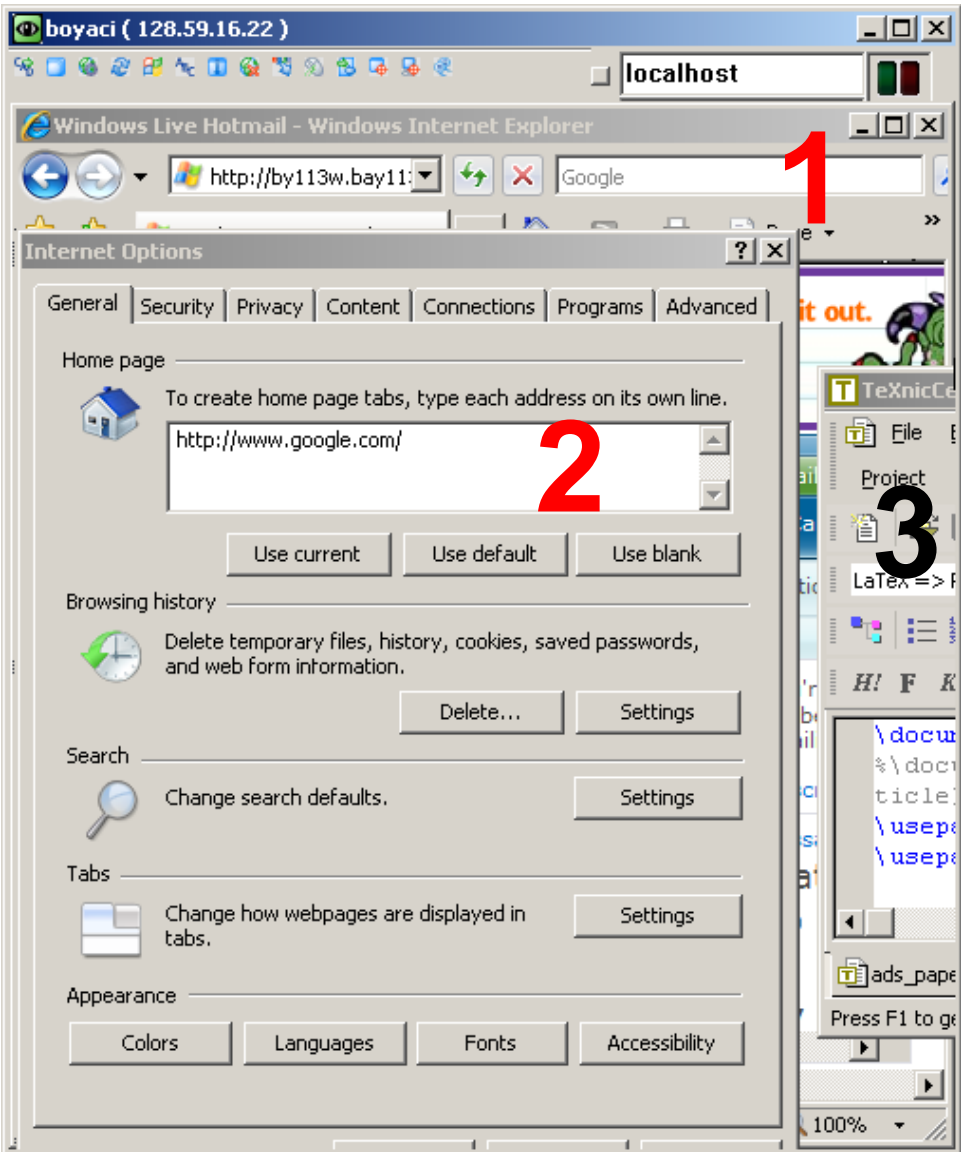 boyaci ( 128.59.16.22 )
localhost
Windows Live Hotmail - Windows Internet Explorer
1
http://by113w.bay11
Google
Internet Options
General Security Privacy Content Connections Programs Advanced
it out.
Home page
To create home page tabs, type each address on its own line.
http://www.google.com/
2
Use current Use default Use blank
TeXnicCe
File
Project
3
LaTeX => P
Browsing history
Delete temporary files, history, cookies, saved passwords,
and web form information.
Delete... Settings
H! F K
Search
Change search defaults.
Settings
\docum
%\docu
ticle
\usepa
\usepa
Tabs
Change how webpages are displayed in
tabs.
Settings
ads_pape
Press F1 to ge
Appearance
Colors Languages Fonts Accessibility
100%